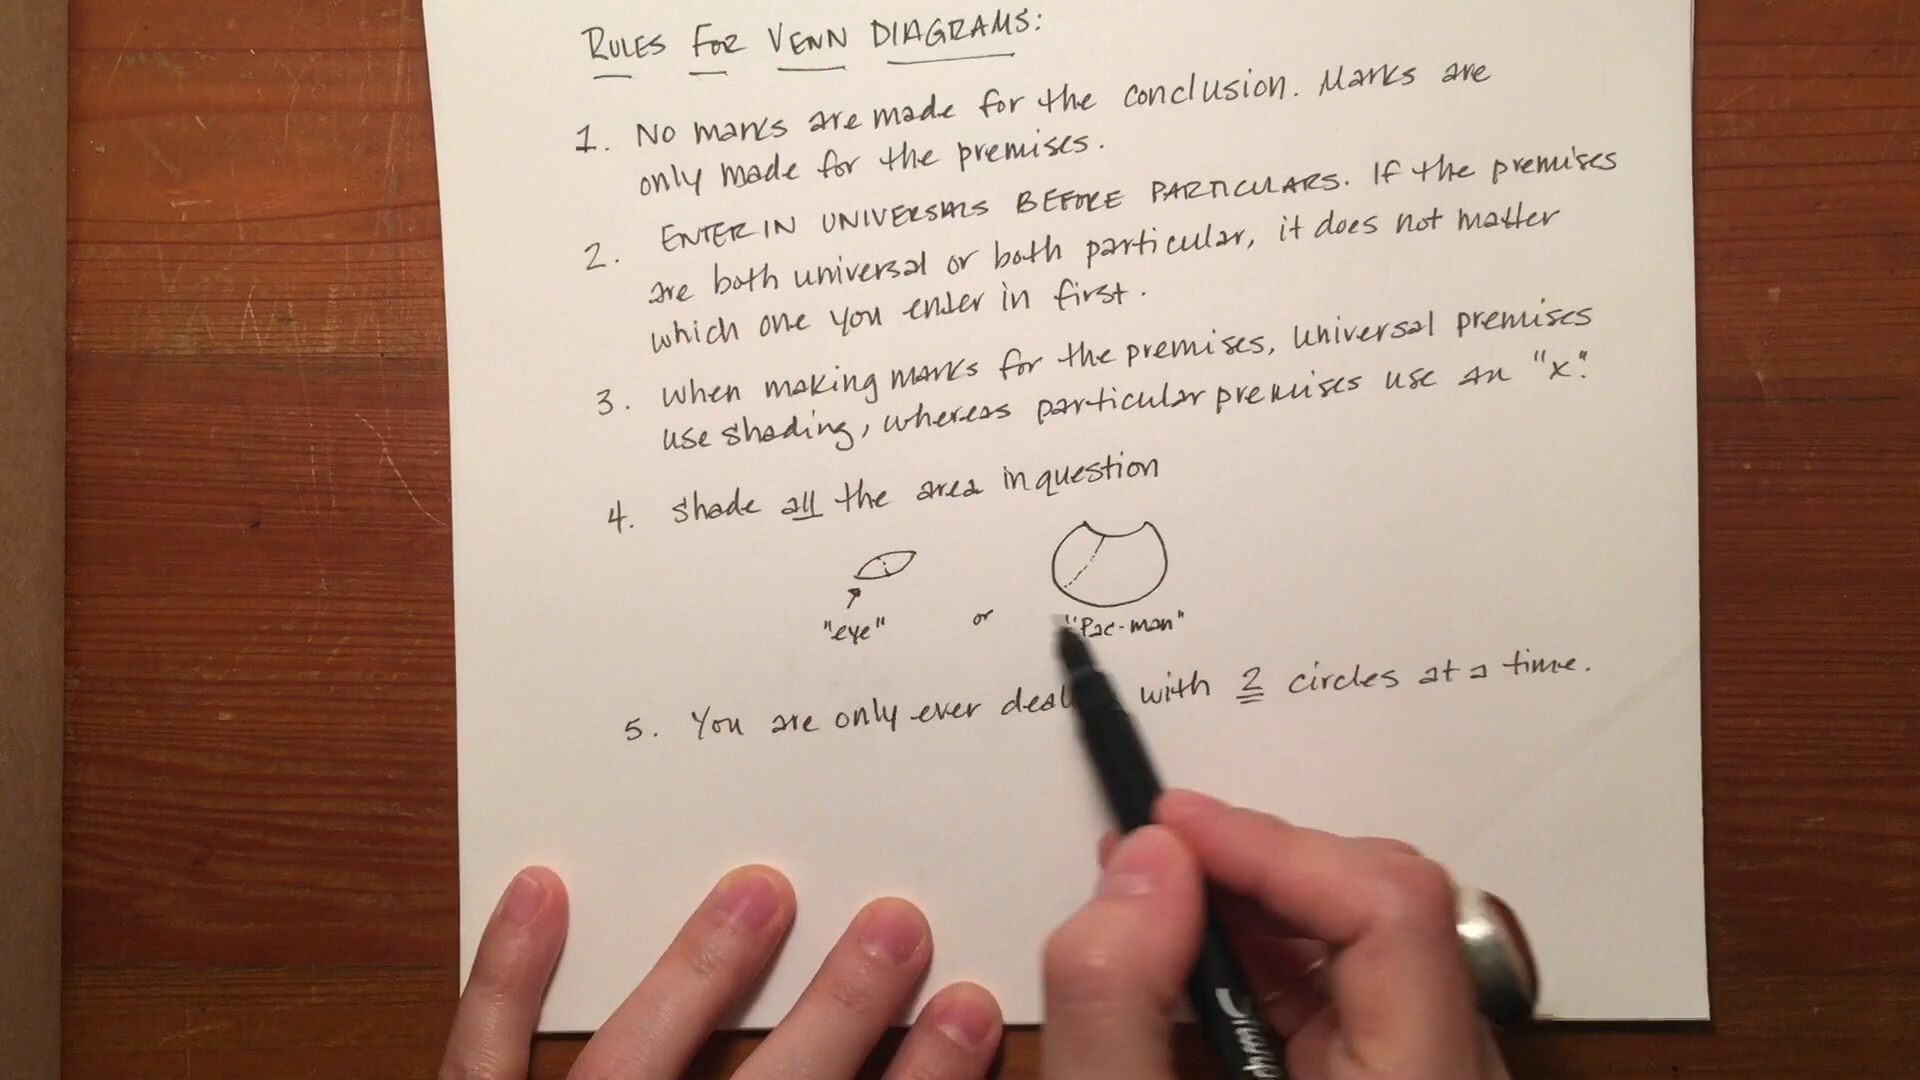 RULES FOR VENN DIAGRAMS:
1. No marks are made for the conclusion. Marks are
only made for the premises.
2. ENTER IN UNIVERSALS BEFORE PARTICULARS. If the premises
are both universal or both particular, it does not matter
which one you enter in first.
3. When making marks for the premises, universal premises
use shading, whereas particular premises use an "x".
4. Shade all the area in question
"eye" or "Pac-man"
5. You are only ever with 2 circles at a time.